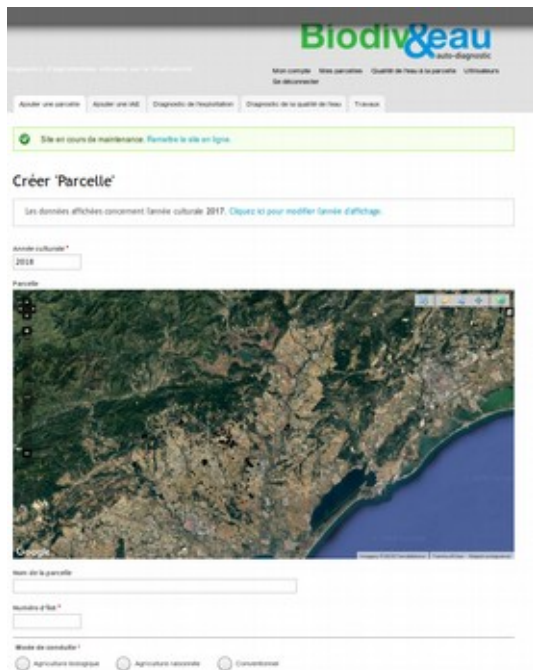 Biodiv&eau
auto-diagnostic
Mon compte Mes parcelles Qualité de l'eau à la parcelle Utilisateurs
Se déconnecter
Ajouter une parcelle Ajouter une IAE Diagnostic de l'exploitation Diagnostic de la qualité de l'eau Travaux
Site en cours de maintenance. Remettre le site en ligne.
Créer 'Parcelle'
Les données affichées concernent l'année culturale 2017. Cliquez ici pour modifier l'année d'affichage.
Année culturale *
2018
Parcelle
Google
Nom de la parcelle
Numéro d'îlot *
Mode de conduite *
Agriculture biologique Agriculture raisonnée Conventionnel